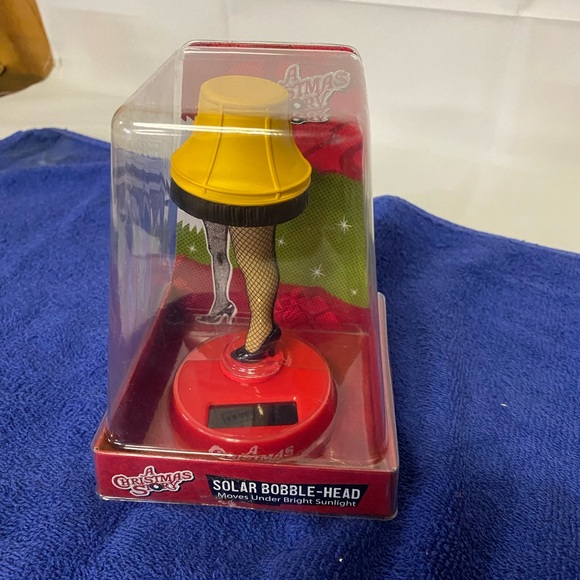 A
CHRISTMAS
STORY
A
CHRISTMAS
STORY
SOLAR BOBBLE-HEAD
Moves Under Bright Sunlight